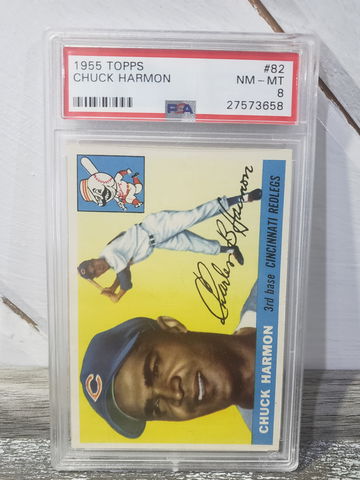 1955 TOPPS #82
CHUCK HARMON NM - MT
8
PSA 27573658
C
Charles B Harmon
CHUCK HARMON
3rd base CINCINNATI REDLEGS